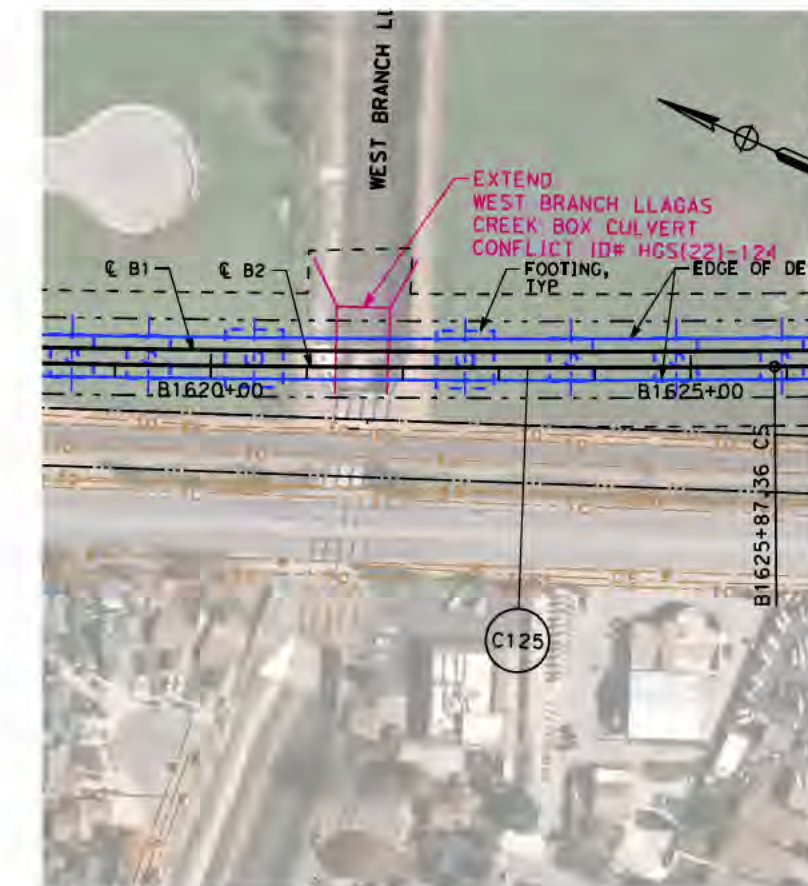 WEST BRANCH LL
EXTEND
WEST BRANCH LLAGAS
CREEK BOX CULVERT
CONFLICT ID# HGS(22)-124
℄ B1
℄ B2
FOOTING,
TYP
EDGE OF DE
B1620+00
B1625+00
B1625+87.36 CS
C125